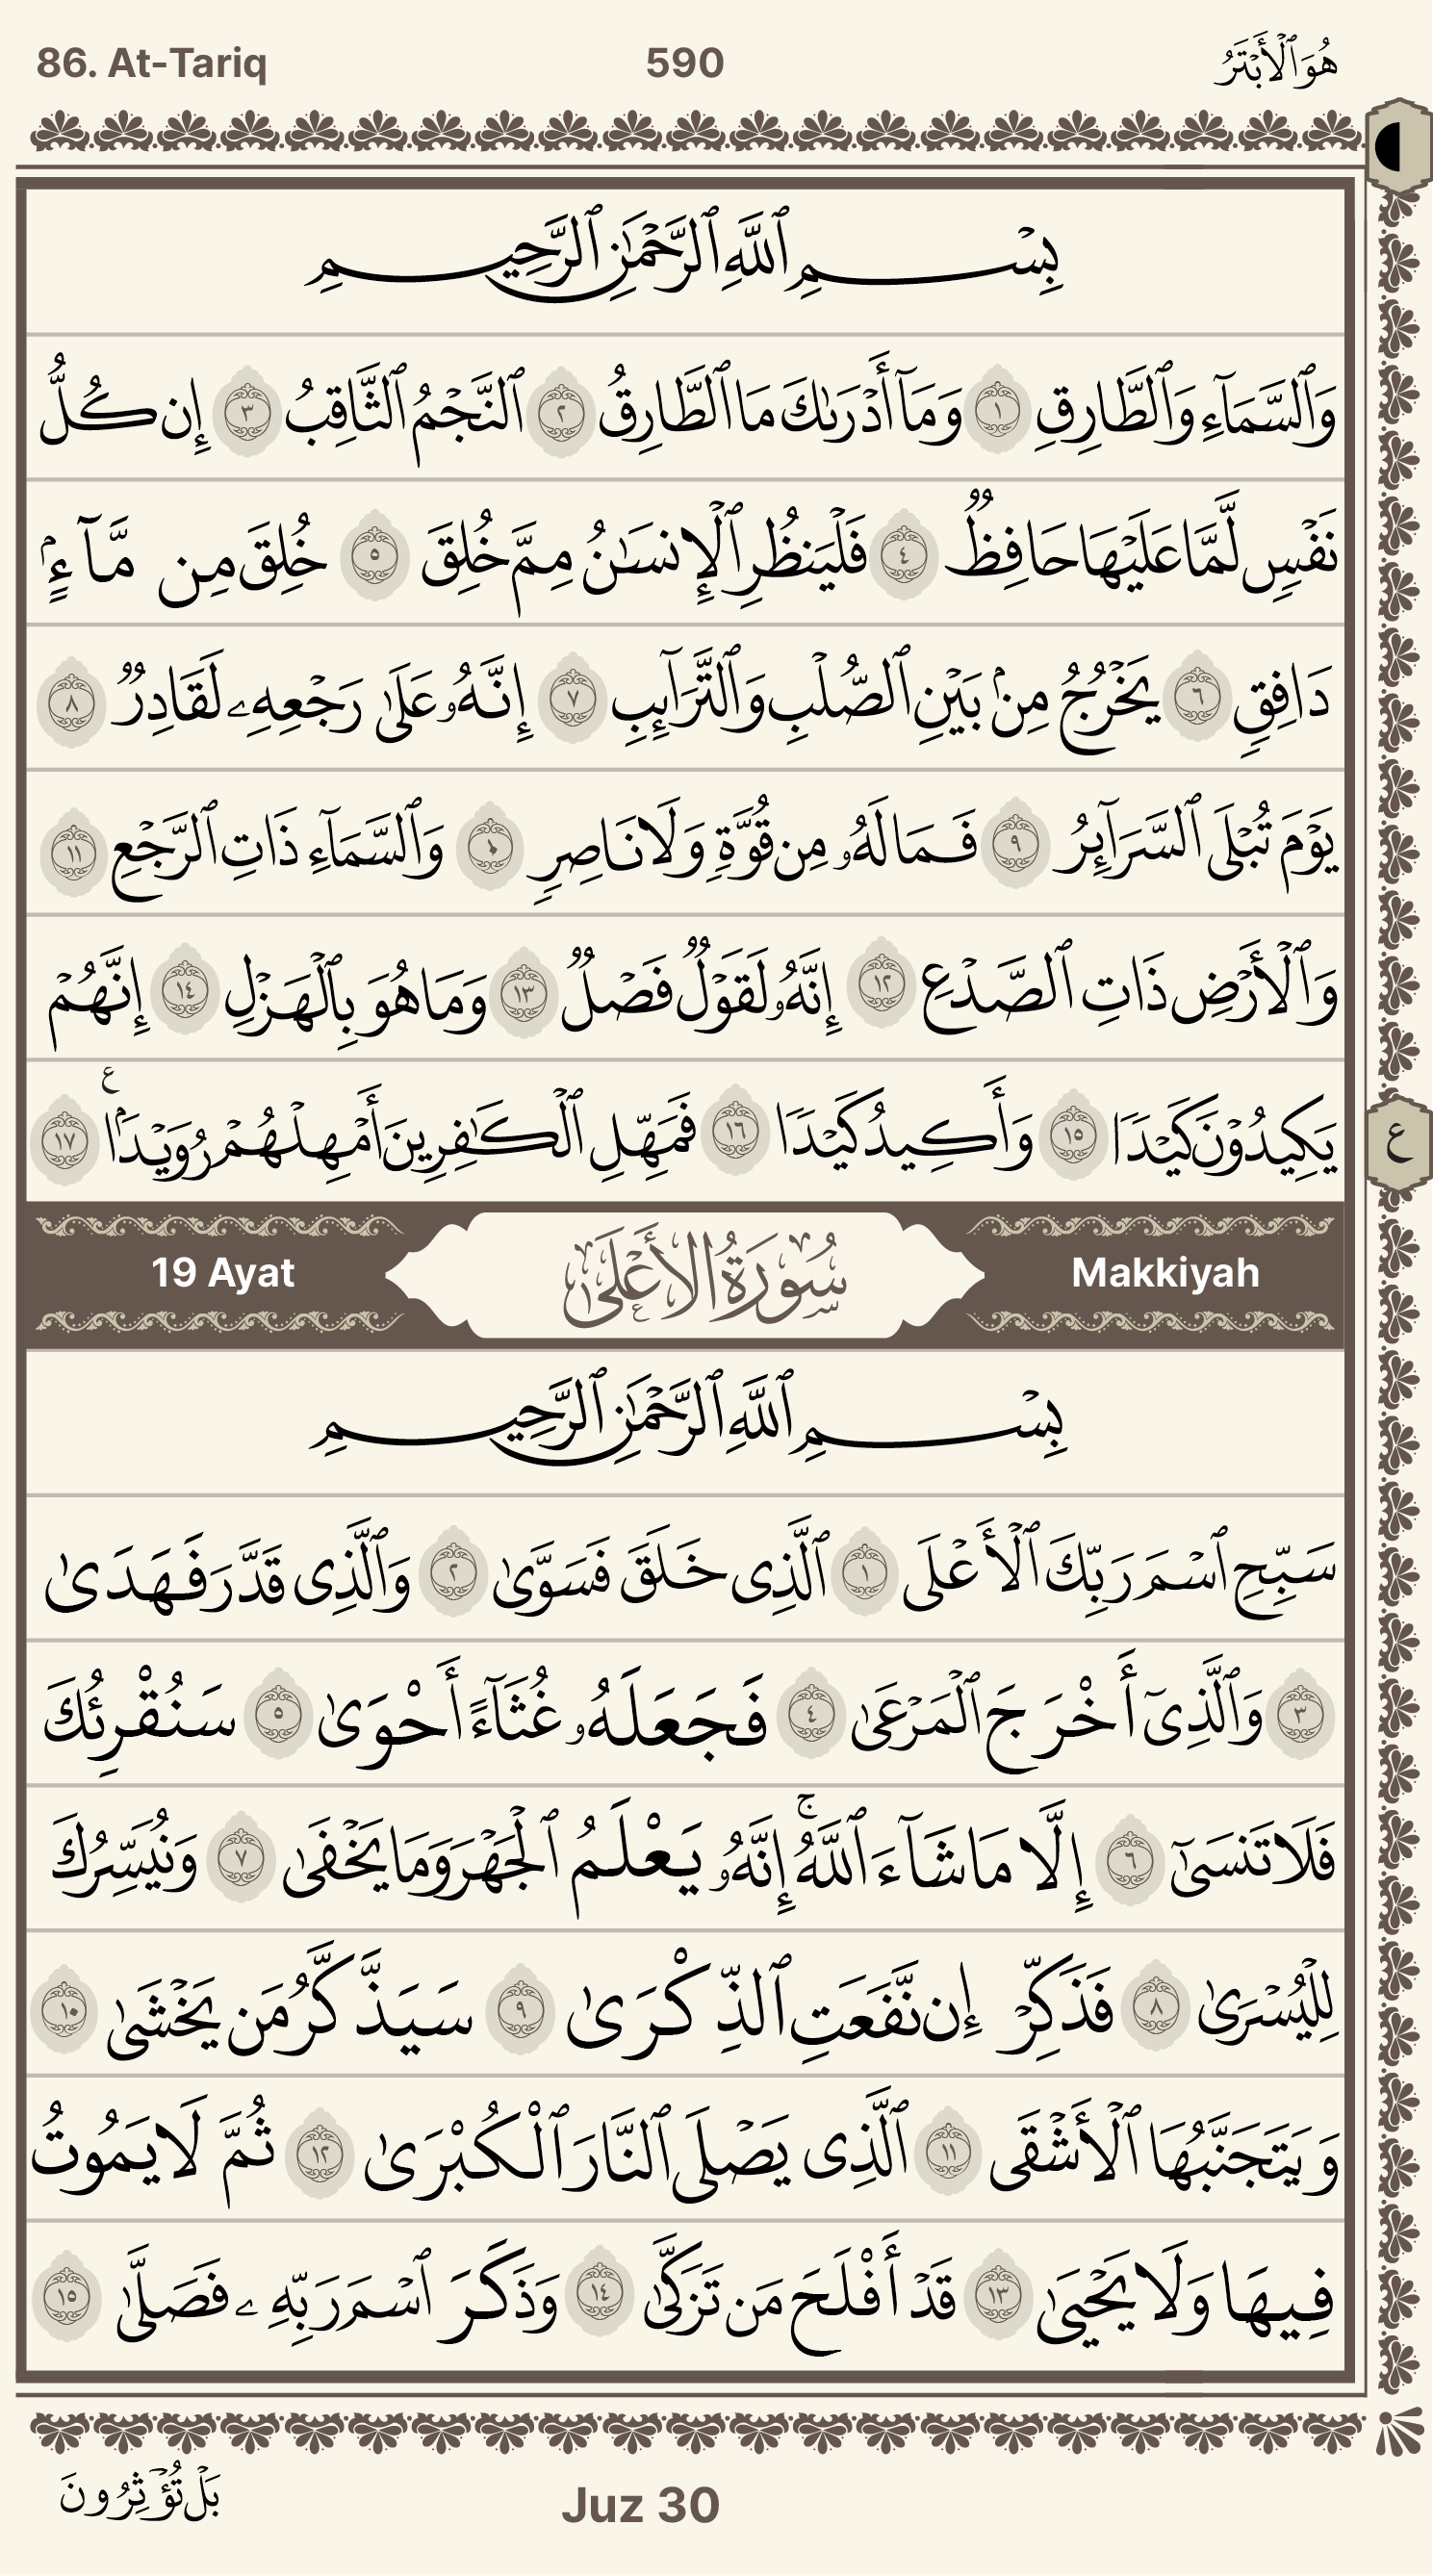 86. At-Tariq 590 هُوَ ٱلْأَبْتَرُ
بِسْمِ ٱللَّهِ ٱلرَّحْمَٰنِ ٱلرَّحِيمِ
وَٱلسَّمَآءِ وَٱلطَّارِقِ ١ وَمَآ أَدْرَىٰكَ مَا ٱلطَّارِقُ ٢ ٱلنَّجْمُ ٱلثَّاقِبُ ٣ إِن كُلُّ
نَفْسٍ لَّمَّا عَلَيْهَا حَافِظٌ ٤ فَلْيَنظُرِ ٱلْإِنسَٰنُ مِمَّ خُلِقَ ٥ خُلِقَ مِن مَّآءٍ
دَافِقٍ ٦ يَخْرُجُ مِنۢ بَيْنِ ٱلصُّلْبِ وَٱلتَّرَآئِبِ ٧ إِنَّهُۥ عَلَىٰ رَجْعِهِۦ لَقَادِرٌ ٨
يَوْمَ تُبْلَى ٱلسَّرَآئِرُ ٩ فَمَا لَهُۥ مِن قُوَّةٍ وَلَا نَاصِرٍ ١٠ وَٱلسَّمَآءِ ذَاتِ ٱلرَّجْعِ ١١
وَٱلْأَرْضِ ذَاتِ ٱلصَّدْعِ ١٢ إِنَّهُۥ لَقَوْلٌ فَصْلٌ ١٣ وَمَا هُوَ بِٱلْهَزْلِ ١٤ إِنَّهُمْ
يَكِيدُونَ كَيْدًا ١٥ وَأَكِيدُ كَيْدًا ١٦ فَمَهِّلِ ٱلْكَٰفِرِينَ أَمْهِلْهُمْ رُوَيْدًۢا ع ١٧ ع
Makkiyah سُورَةُ الأَعْلَىٰ 19 Ayat
بِسْمِ ٱللَّهِ ٱلرَّحْمَٰنِ ٱلرَّحِيمِ
سَبِّحِ ٱسْمَ رَبِّكَ ٱلْأَعْلَى ١ ٱلَّذِى خَلَقَ فَسَوَّىٰ ٢ وَٱلَّذِى قَدَّرَ فَهَدَىٰ
٣ وَٱلَّذِىٓ أَخْرَجَ ٱلْمَرْعَىٰ ٤ فَجَعَلَهُۥ غُثَآءً أَحْوَىٰ ٥ سَنُقْرِئُكَ
فَلَا تَنسَىٰٓ ٦ إِلَّا مَا شَآءَ ٱللَّهُ ۚ إِنَّهُۥ يَعْلَمُ ٱلْجَهْرَ وَمَا يَخْفَىٰ ٧ وَنُيَسِّرُكَ
لِلْيُسْرَىٰ ٨ فَذَكِّرْ إِن نَّفَعَتِ ٱلذِّكْرَىٰ ٩ سَيَذَّكَّرُ مَن يَخْشَىٰ ١٠
وَيَتَجَنَّبُهَا ٱلْأَشْقَى ١١ ٱلَّذِى يَصْلَى ٱلنَّارَ ٱلْكُبْرَىٰ ١٢ ثُمَّ لَا يَمُوتُ
فِيهَا وَلَا يَحْيَىٰ ١٣ قَدْ أَفْلَحَ مَن تَزَكَّىٰ ١٤ وَذَكَرَ ٱسْمَ رَبِّهِۦ فَصَلَّىٰ ١٥
بَلْ تُؤْثِرُونَ Juz 30